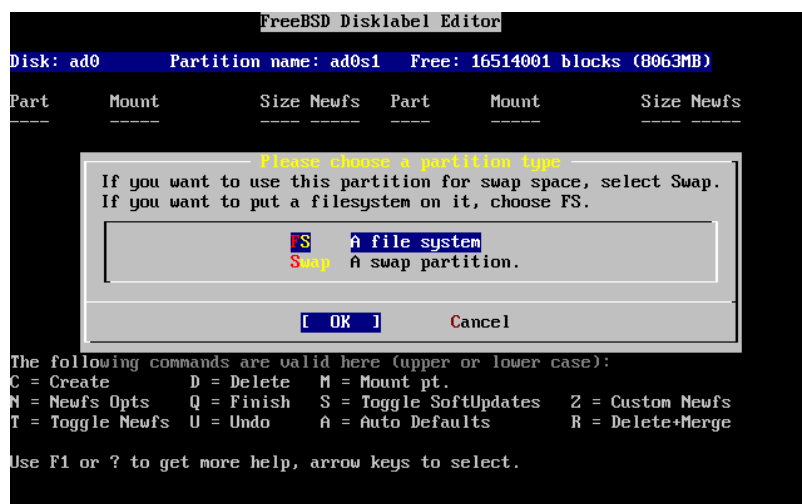 FreeBSD Disklabel Editor
Disk: ad0 Partition name: ad0s1 Free: 16514001 blocks (8063MB)
Part Mount Size Newfs Part Mount Size Newfs
---- ----- ---- ----- ---- ----- ---- -----
Please choose a partition type
If you want to use this partition for swap space, select Swap.
If you want to put a filesystem on it, choose FS.
FS A file system
Swap A swap partition.
[ OK ] Cancel
The following commands are valid here (upper or lower case):
C = Create D = Delete M = Mount pt.
N = Newfs Opts Q = Finish S = Toggle SoftUpdates Z = Custom Newfs
T = Toggle Newfs U = Undo A = Auto Defaults R = Delete+Merge
Use F1 or ? to get more help, arrow keys to select.